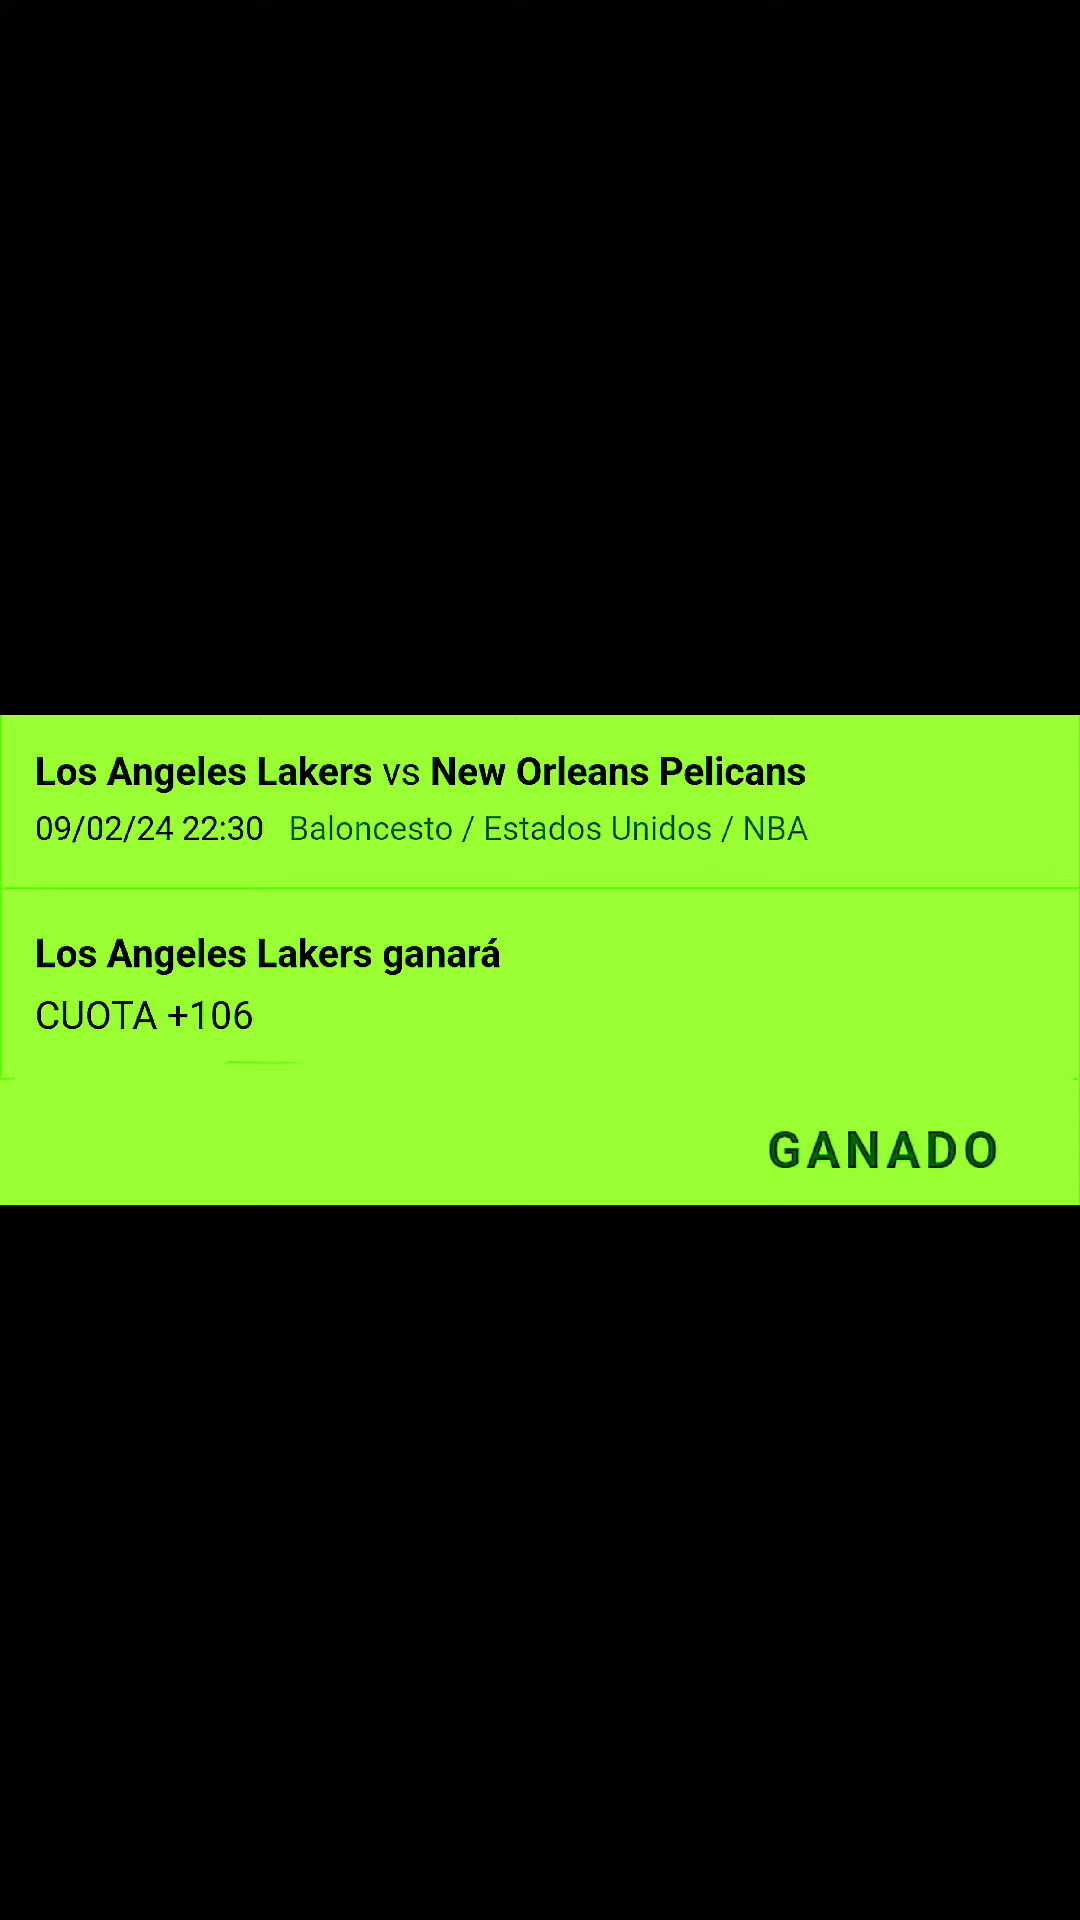 Los Angeles Lakers vs New Orleans Pelicans
09/02/24 22:30 Baloncesto / Estados Unidos / NBA
Los Angeles Lakers ganará
CUOTA +106
GANADO